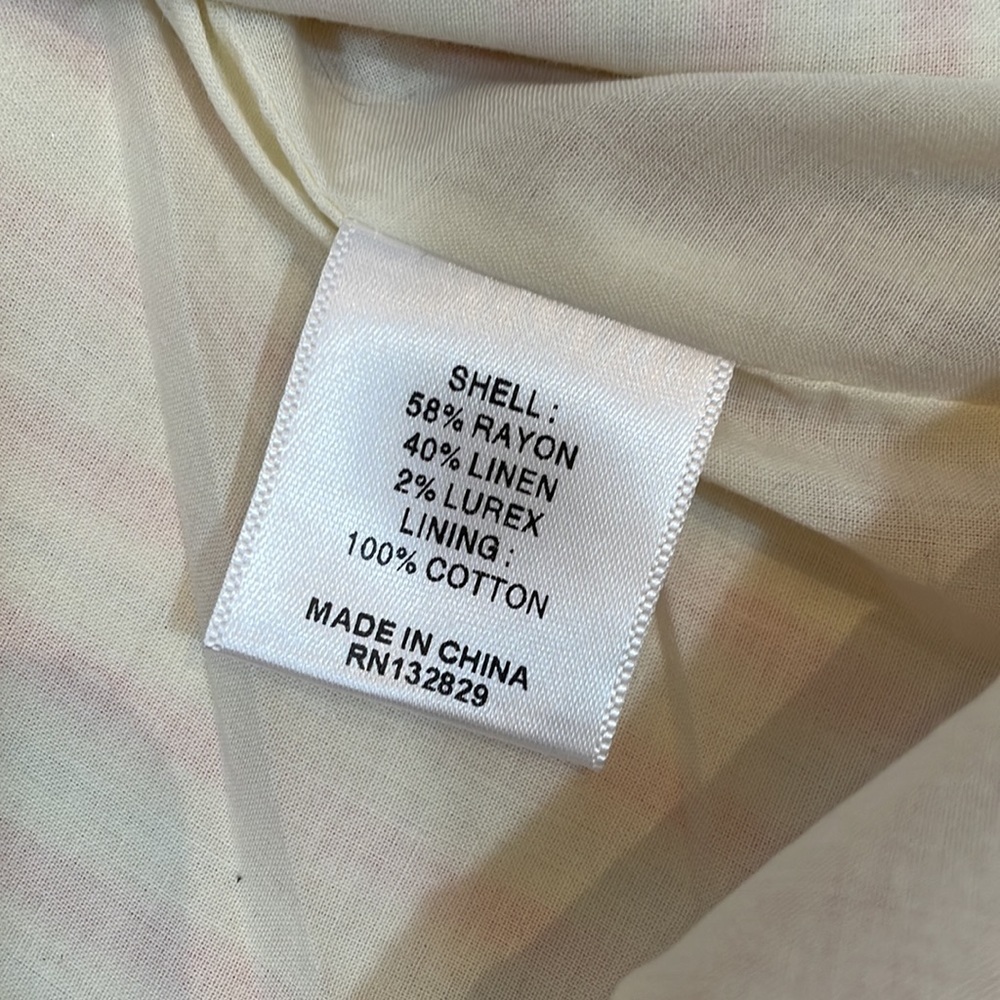 SHELL :
58% RAYON
40% LINEN
2% LUREX
LINING :
100% COTTON
MADE IN CHINA
RN132829